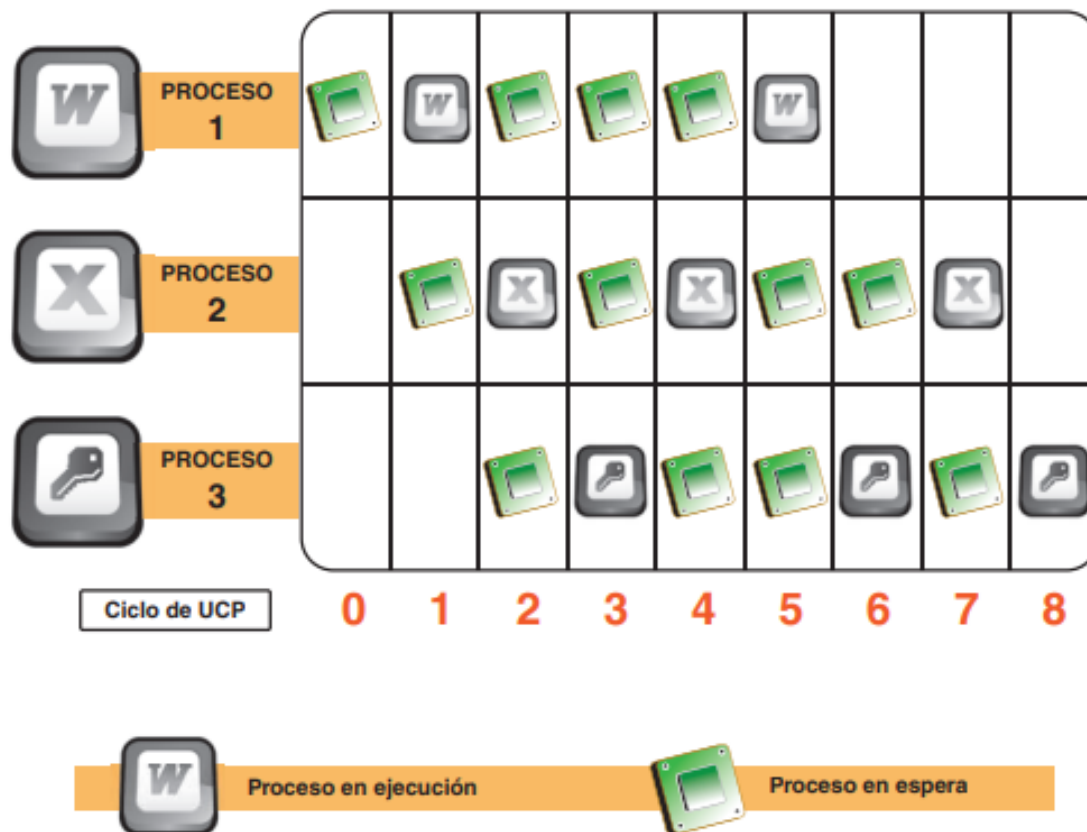 W
PROCESO
1
W
W
X
PROCESO
2
X
X
X
PROCESO
3
Ciclo de UCP
0 1 2 3 4 5 6 7 8
W
Proceso en ejecución
Proceso en espera